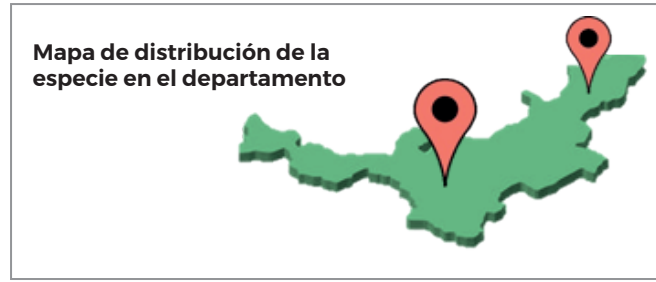 Mapa de distribución de la
especie en el departamento